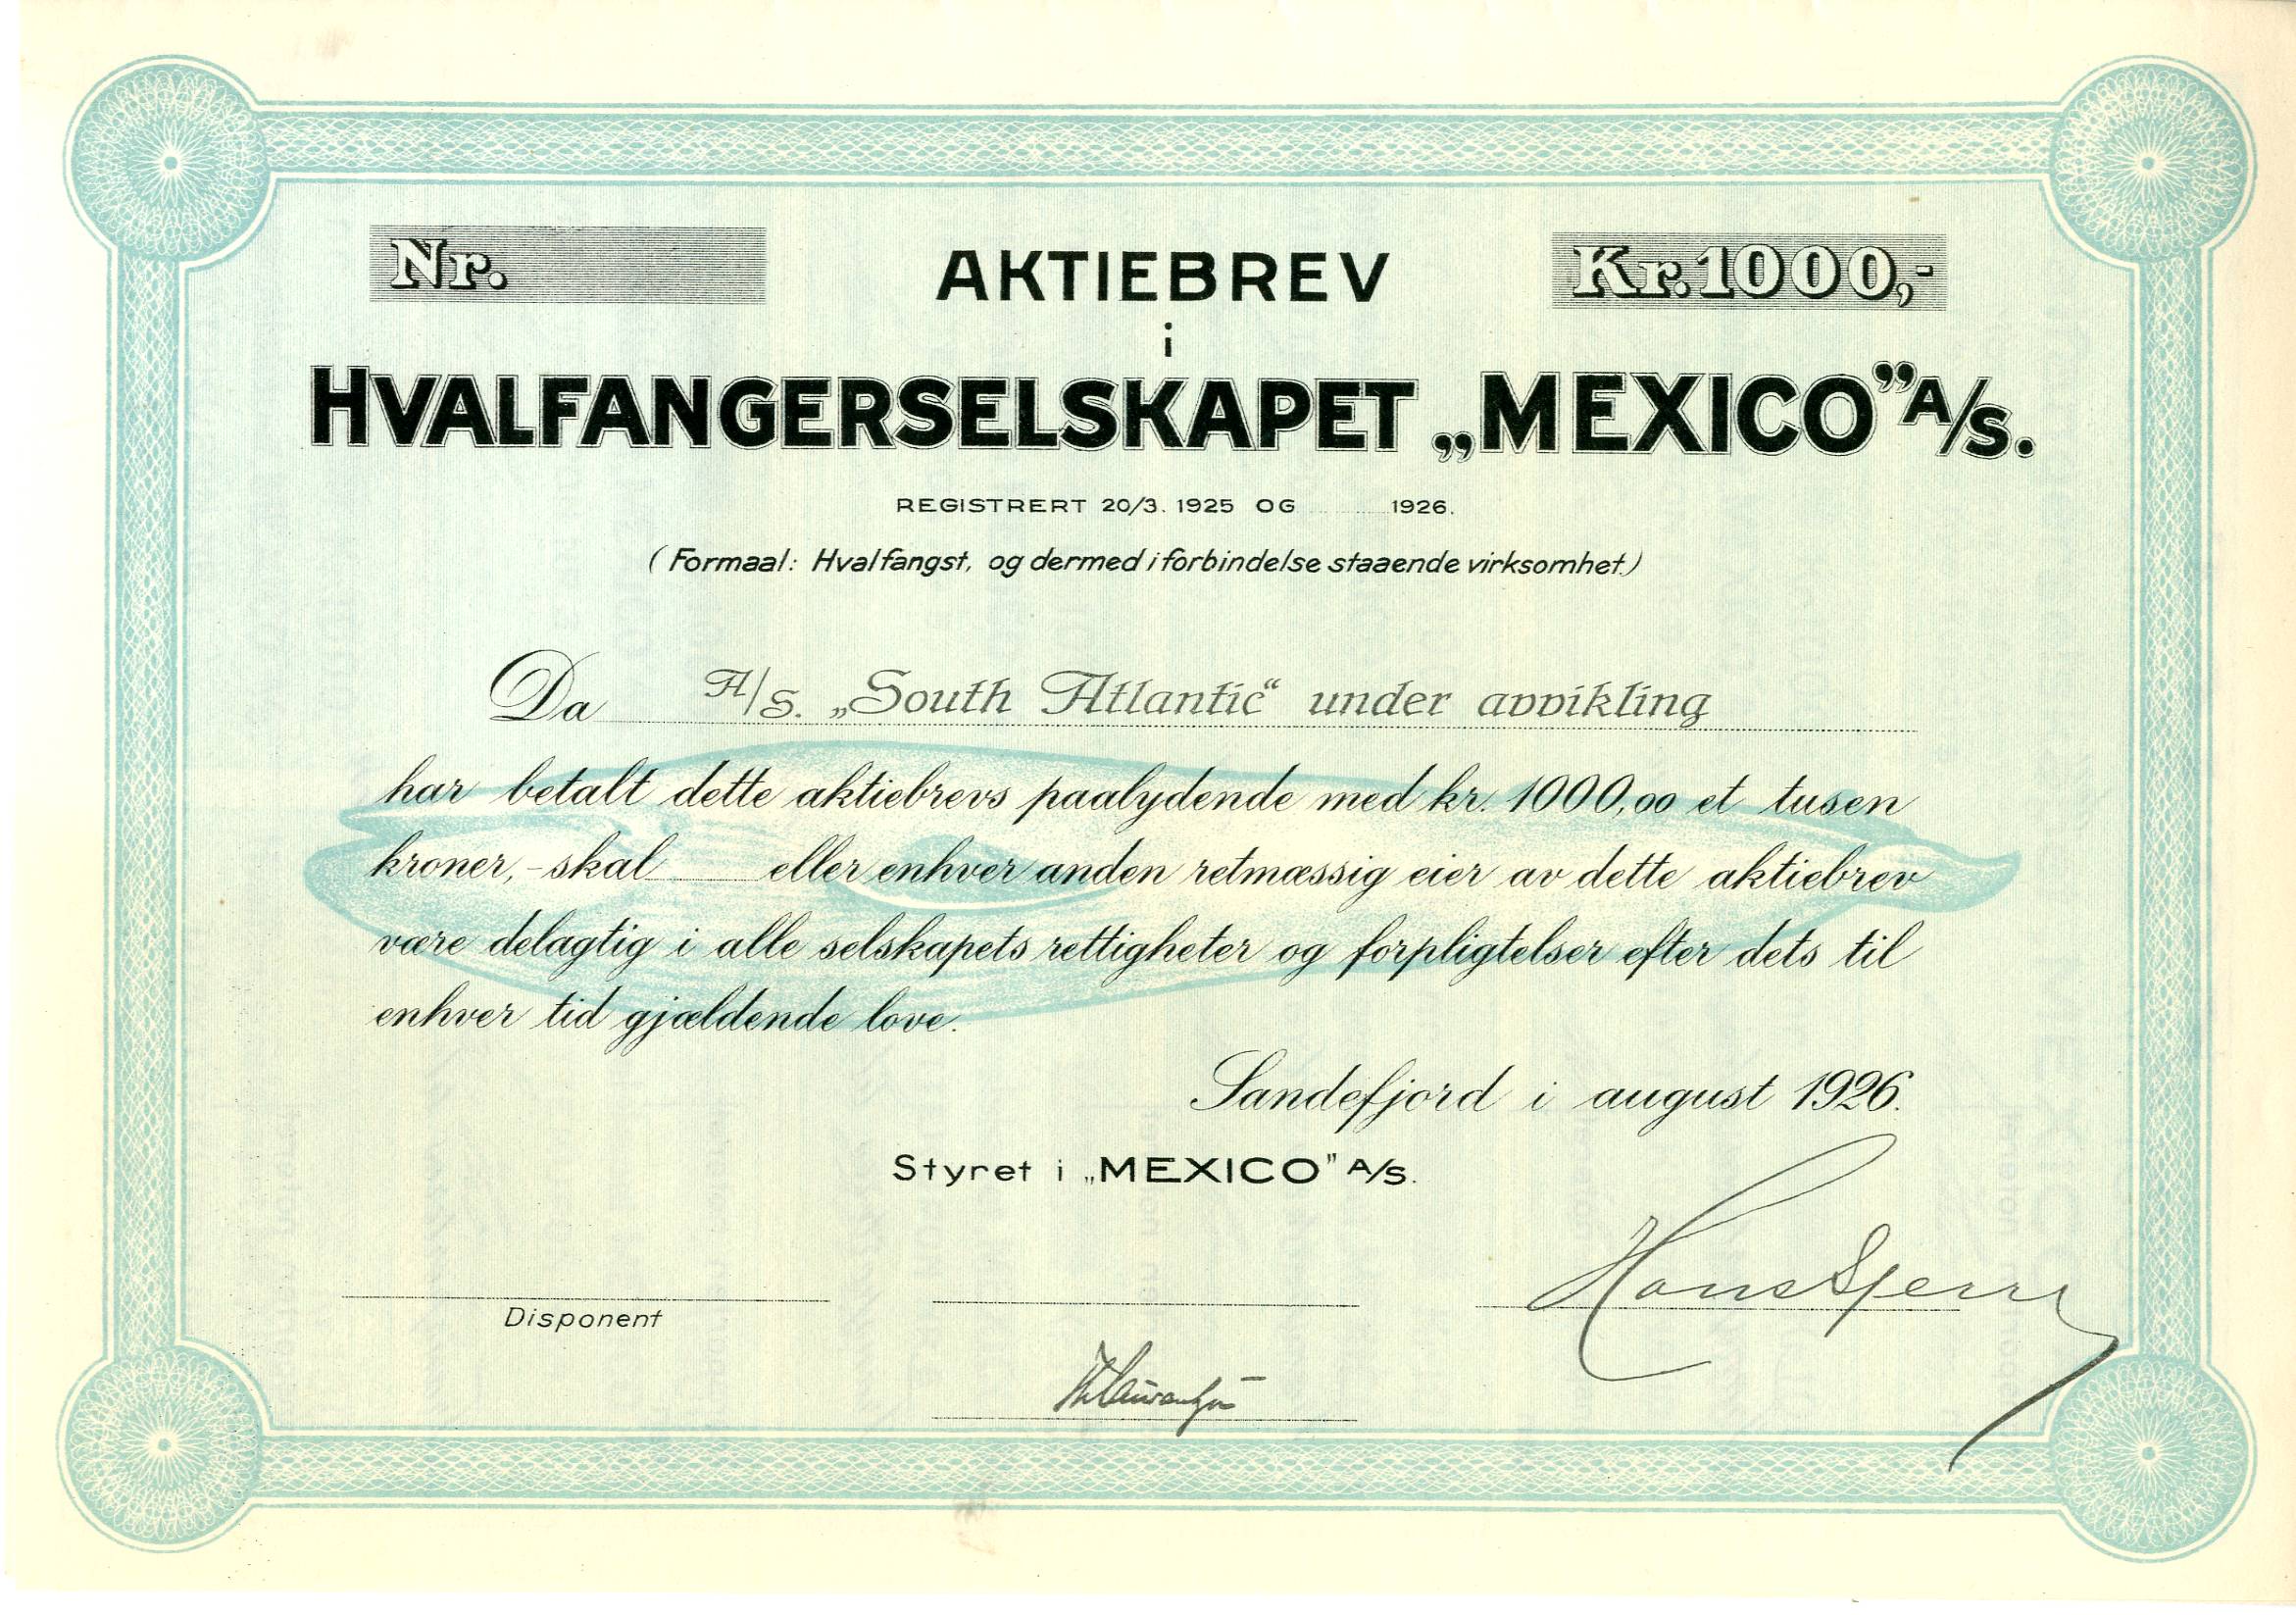 Nr.
AKTIEBREV
Kr. 1000,-
i
HVALFANGERSELSKAPET „MEXICO” A/S.
REGISTRERT 20/3. 1925 OG ........ 1926.
(Formaal: Hvalfangst, og dermed i forbindelse staaende virksomhet.)
Da A/S. „South Atlantic“ under avvikling
har betalt dette aktiebrevs paalydende med kr. 1000,00 et tusen
kroner,- skal eller enhver anden retmæssig eier av dette aktiebrev
være delagtig i alle selskapets rettigheter og forpligtelser efter dets til
enhver tid gjældende love.
Sandefjord i august 1926.
Styret i „MEXICO” A/S.
Disponent